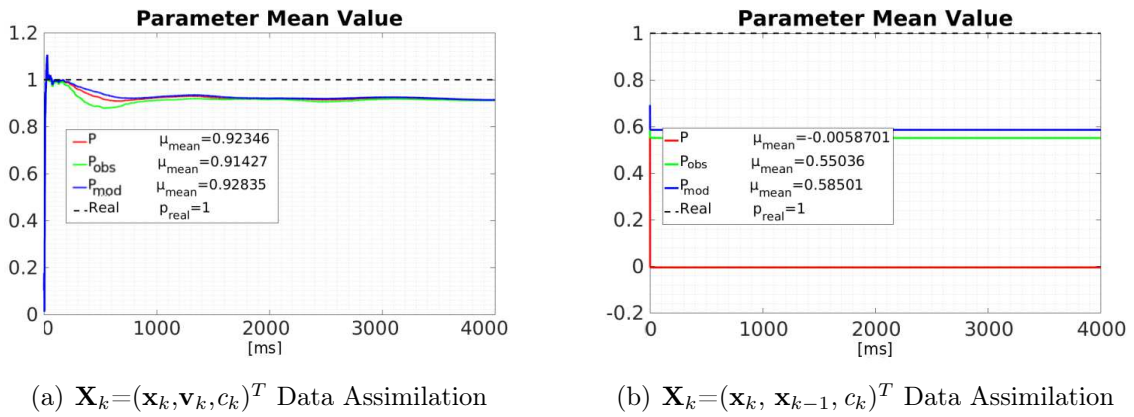 Parameter Mean Value
1.2
1
0.8
0.6
0.4
0.2
0
P μmean=0.92346
Pobs μmean=0.91427
Pmod μmean=0.92835
Real preal=1
0 1000 2000 3000 4000
[ms]
(a) Xk=(xk,vk,ck)T Data Assimilation
Parameter Mean Value
1
0.8
0.6
0.4
0.2
0
-0.2
P μmean=-0.0058701
Pobs μmean=0.55036
Pmod μmean=0.58501
Real preal=1
0 1000 2000 3000 4000
[ms]
(b) Xk=(xk, xk−1, ck)T Data Assimilation